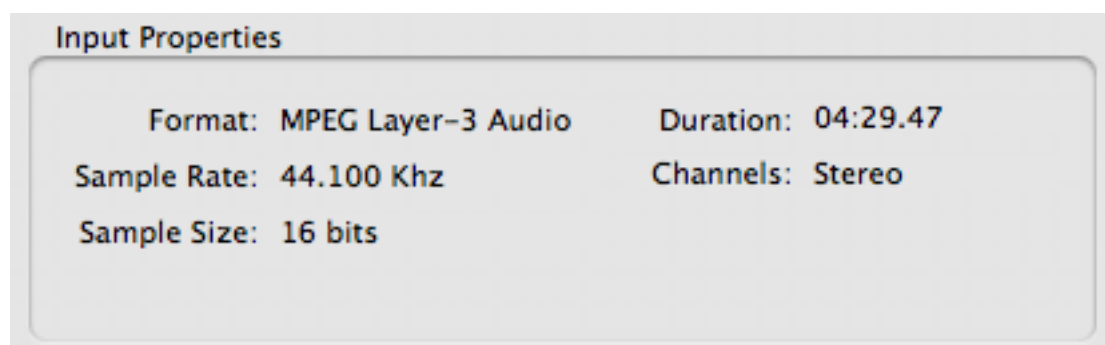 Input Properties
Format: MPEG Layer-3 Audio Duration: 04:29.47
Sample Rate: 44.100 Khz Channels: Stereo
Sample Size: 16 bits